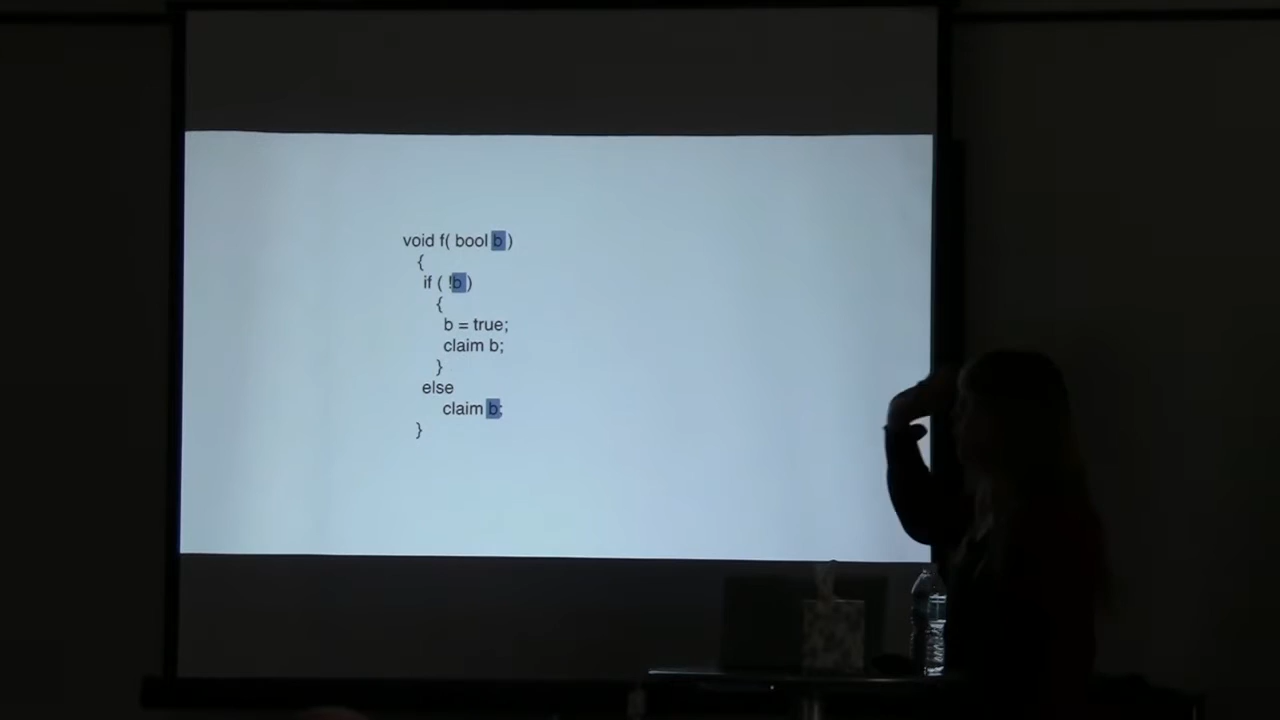 void f( bool b )
{
if ( !b )
{
b = true;
claim b;
}
else
claim b;
}